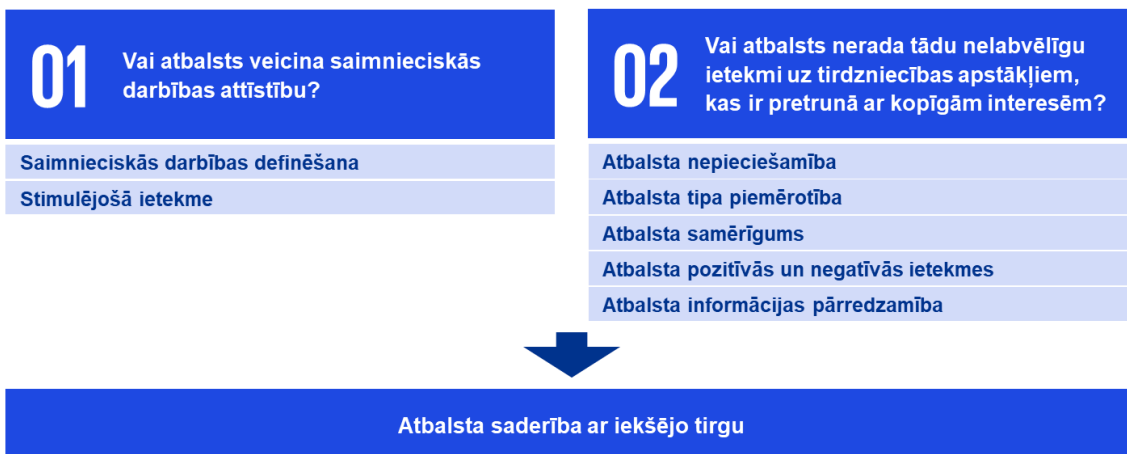 01
Vai atbalsts veicina saimnieciskās
darbības attīstību?
Saimnieciskās darbības definēšana
Stimulējošā ietekme
02
Vai atbalsts nerada tādu nelabvēlīgu
ietekmi uz tirdzniecības apstākļiem,
kas ir pretrunā ar kopīgām interesēm?
Atbalsta nepieciešamība
Atbalsta tipa piemērotība
Atbalsta samērīgums
Atbalsta pozitīvās un negatīvās ietekmes
Atbalsta informācijas pārredzamība
Atbalsta saderība ar iekšējo tirgu